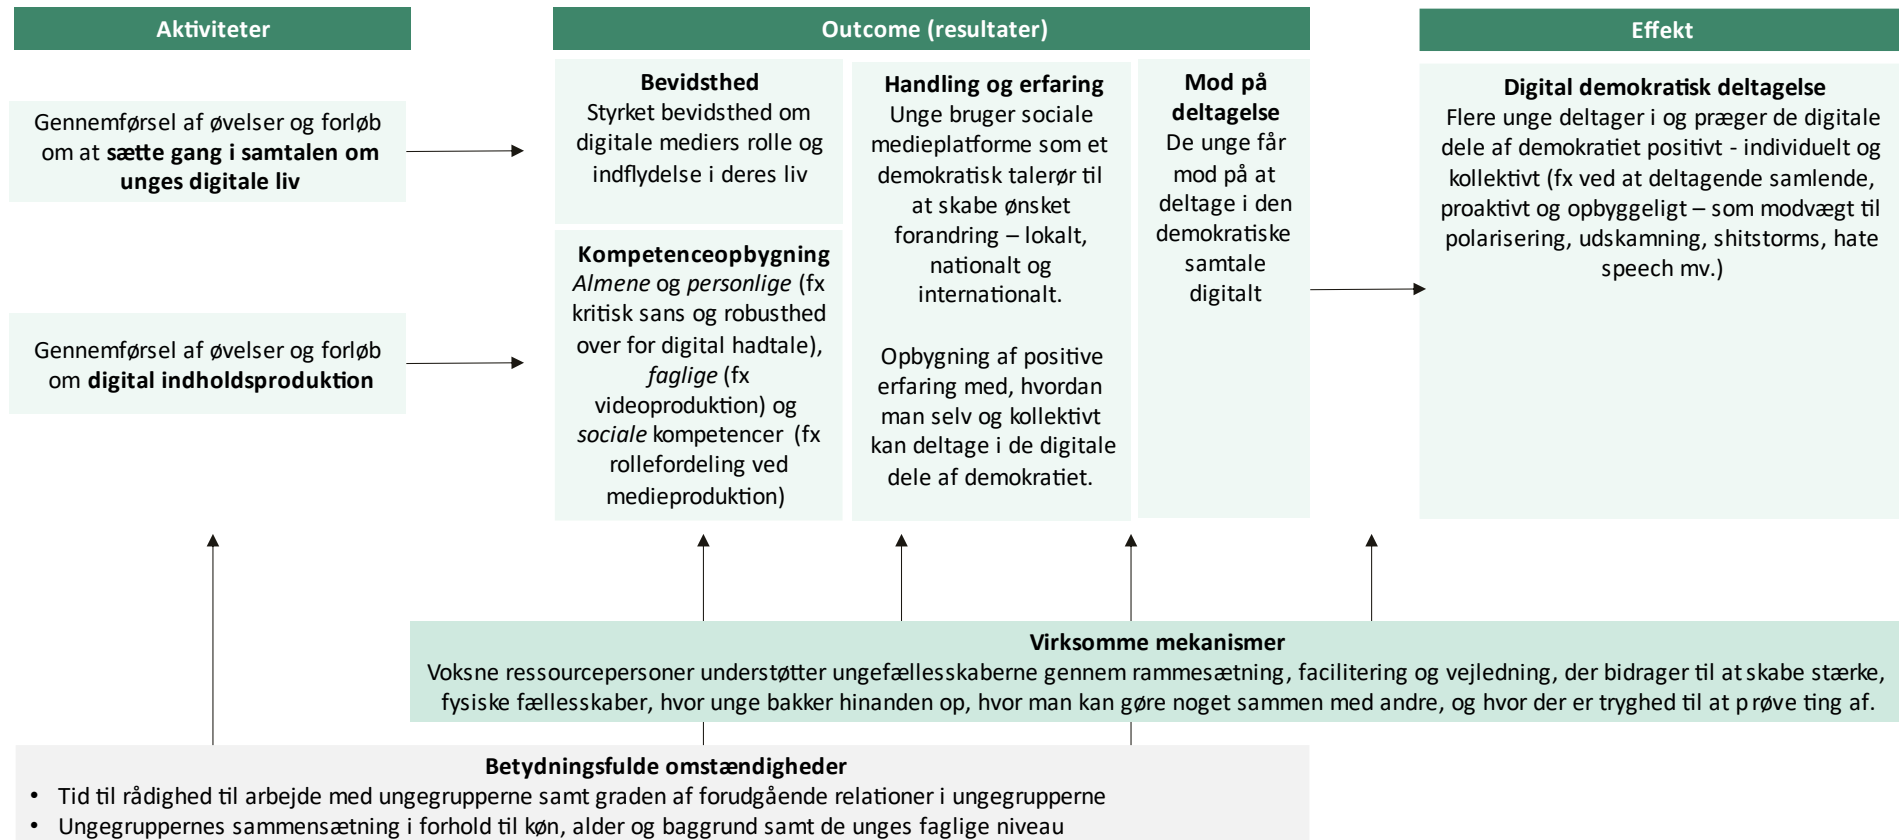 Aktiviteter
Gennemførsel af øvelser og forløb
om at sætte gang i samtalen om
unges digitale liv
Gennemførsel af øvelser og forløb
om digital indholdsproduktion
Outcome (resultater)
Bevidsthed
Styrket bevidsthed om
digitale mediers rolle og
indflydelse i deres liv
Kompetenceopbygning
Almene og personlige (fx
kritisk sans og robusthed
over for digital hadtale),
faglige (fx
videoproduktion) og
sociale kompetencer (fx
rollefordeling ved
medieproduktion)
Handling og erfaring
Unge bruger sociale
medieplatforme som et
demokratisk talerør til
at skabe ønsket
forandring – lokalt,
nationalt og
internationalt.
Opbygning af positive
erfaring med, hvordan
man selv og kollektivt
kan deltage i de digitale
dele af demokratiet.
Mod på
deltagelse
De unge får
mod på at
deltage i den
demokratiske
samtale
digitalt
Effekt
Digital demokratisk deltagelse
Flere unge deltager i og præger de digitale
dele af demokratiet positivt - individuelt og
kollektivt (fx ved at deltagende samlende,
proaktivt og opbyggeligt – som modvægt til
polarisering, udskamning, shitstorms, hate
speech mv.)
Virksomme mekanismer
Voksne ressourcepersoner understøtter ungefællesskaberne gennem rammesætning, facilitering og vejledning, der bidrager til at skabe stærke,
fysiske fællesskaber, hvor unge bakker hinanden op, hvor man kan gøre noget sammen med andre, og hvor der er tryghed til at prøve ting af.
Betydningsfulde omstændigheder
• Tid til rådighed til arbejde med ungegrupperne samt graden af forudgående relationer i ungegrupperne
• Ungegruppernes sammensætning i forhold til køn, alder og baggrund samt de unges faglige niveau